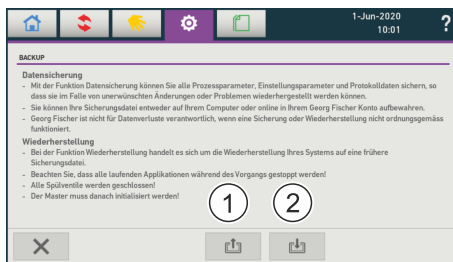 1-Jun-2020
10:01
?
BACKUP
Datensicherung
- Mit der Funktion Datensicherung können Sie alle Prozessparameter, Einstellungsparameter und Protokolldaten sichern, so
dass sie im Falle von unerwünschten Änderungen oder Problemen wiederhergestellt werden können.
- Sie können Ihre Sicherungsdatei entweder auf Ihrem Computer oder online in Ihrem Georg Fischer Konto aufbewahren.
- Georg Fischer ist nicht für Datenverluste verantwortlich, wenn eine Sicherung oder Wiederherstellung nicht ordnungsgemäss
funktioniert.
Wiederherstellung
- Bei der Funktion Wiederherstellung handelt es sich um die Wiederherstellung Ihres Systems auf eine frühere
Sicherungsdatei.
- Beachten Sie, dass alle laufenden Applikationen während des Vorgangs gestoppt werden!
- Alle Spülventile werden geschlossen!
- Der Master muss danach initialisiert werden!
1 2